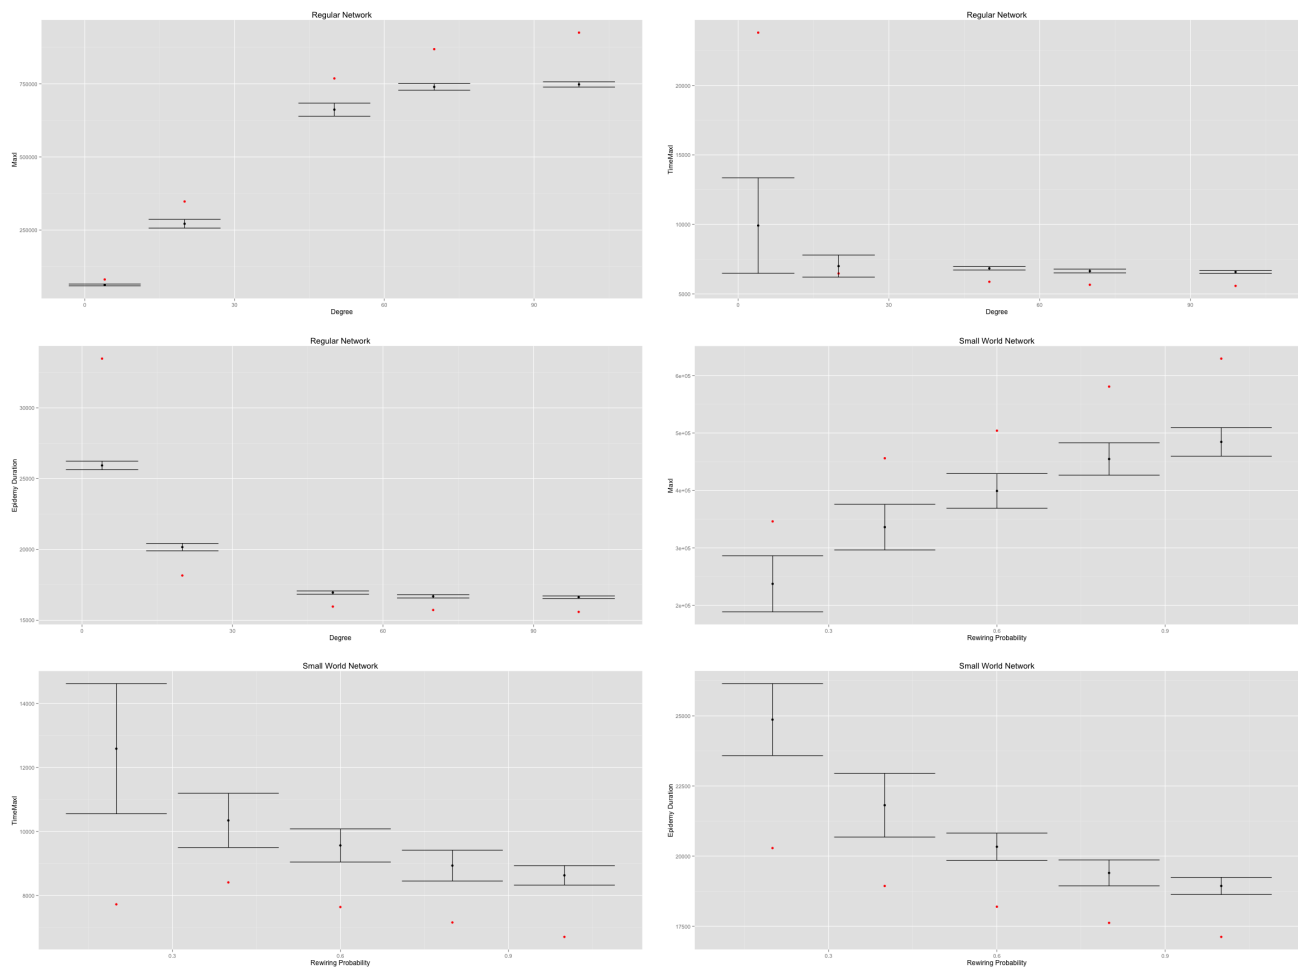 Regular Network
MaxI
750000
500000
250000
0
30
60
90
Degree
Regular Network
TimeMaxI
20000
15000
10000
5000
0
30
60
90
Degree
Regular Network
Epidemy Duration
30000
25000
20000
15000
0
30
60
90
Degree
Small World Network
MaxI
6e+05
5e+05
4e+05
3e+05
2e+05
0.3
0.6
0.9
Rewiring Probability
Small World Network
TimeMaxI
14000
12000
10000
8000
0.3
0.6
0.9
Rewiring Probability
Small World Network
Epidemy Duration
25000
22500
20000
17500
0.3
0.6
0.9
Rewiring Probability